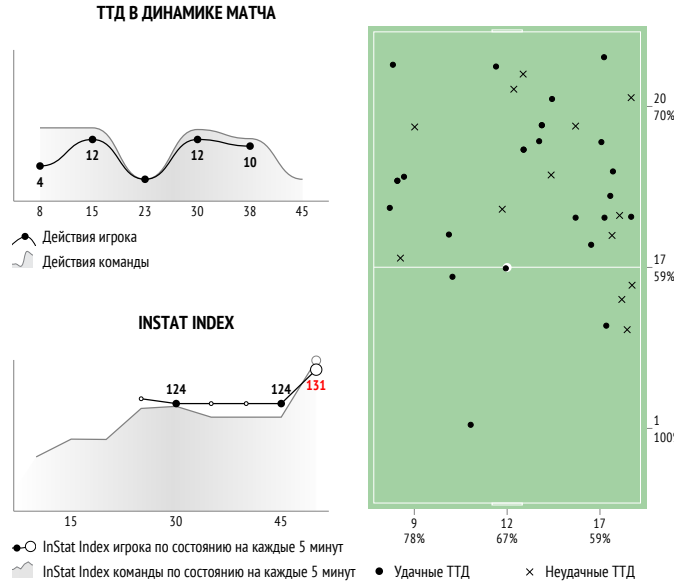 ТТД В ДИНАМИКЕ МАТЧА
4
12
12
10
8 15 23 30 38 45
Действия игрока
Действия команды
INSTAT INDEX
124
124
131
15 30 45
InStat Index игрока по состоянию на каждые 5 минут
InStat Index команды по состоянию на каждые 5 минут
20
70%
17
59%
1
100%
9 12 17
78% 67% 59%
Удачные ТТД Неудачные ТТД